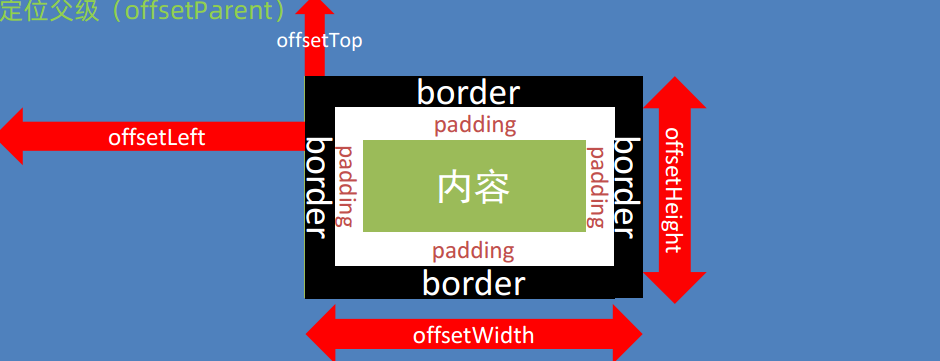 定位父级（offsetParent）
offsetTop
border
offsetLeft
padding
border
padding
内容
padding
border
offsetHeight
padding
border
offsetWidth